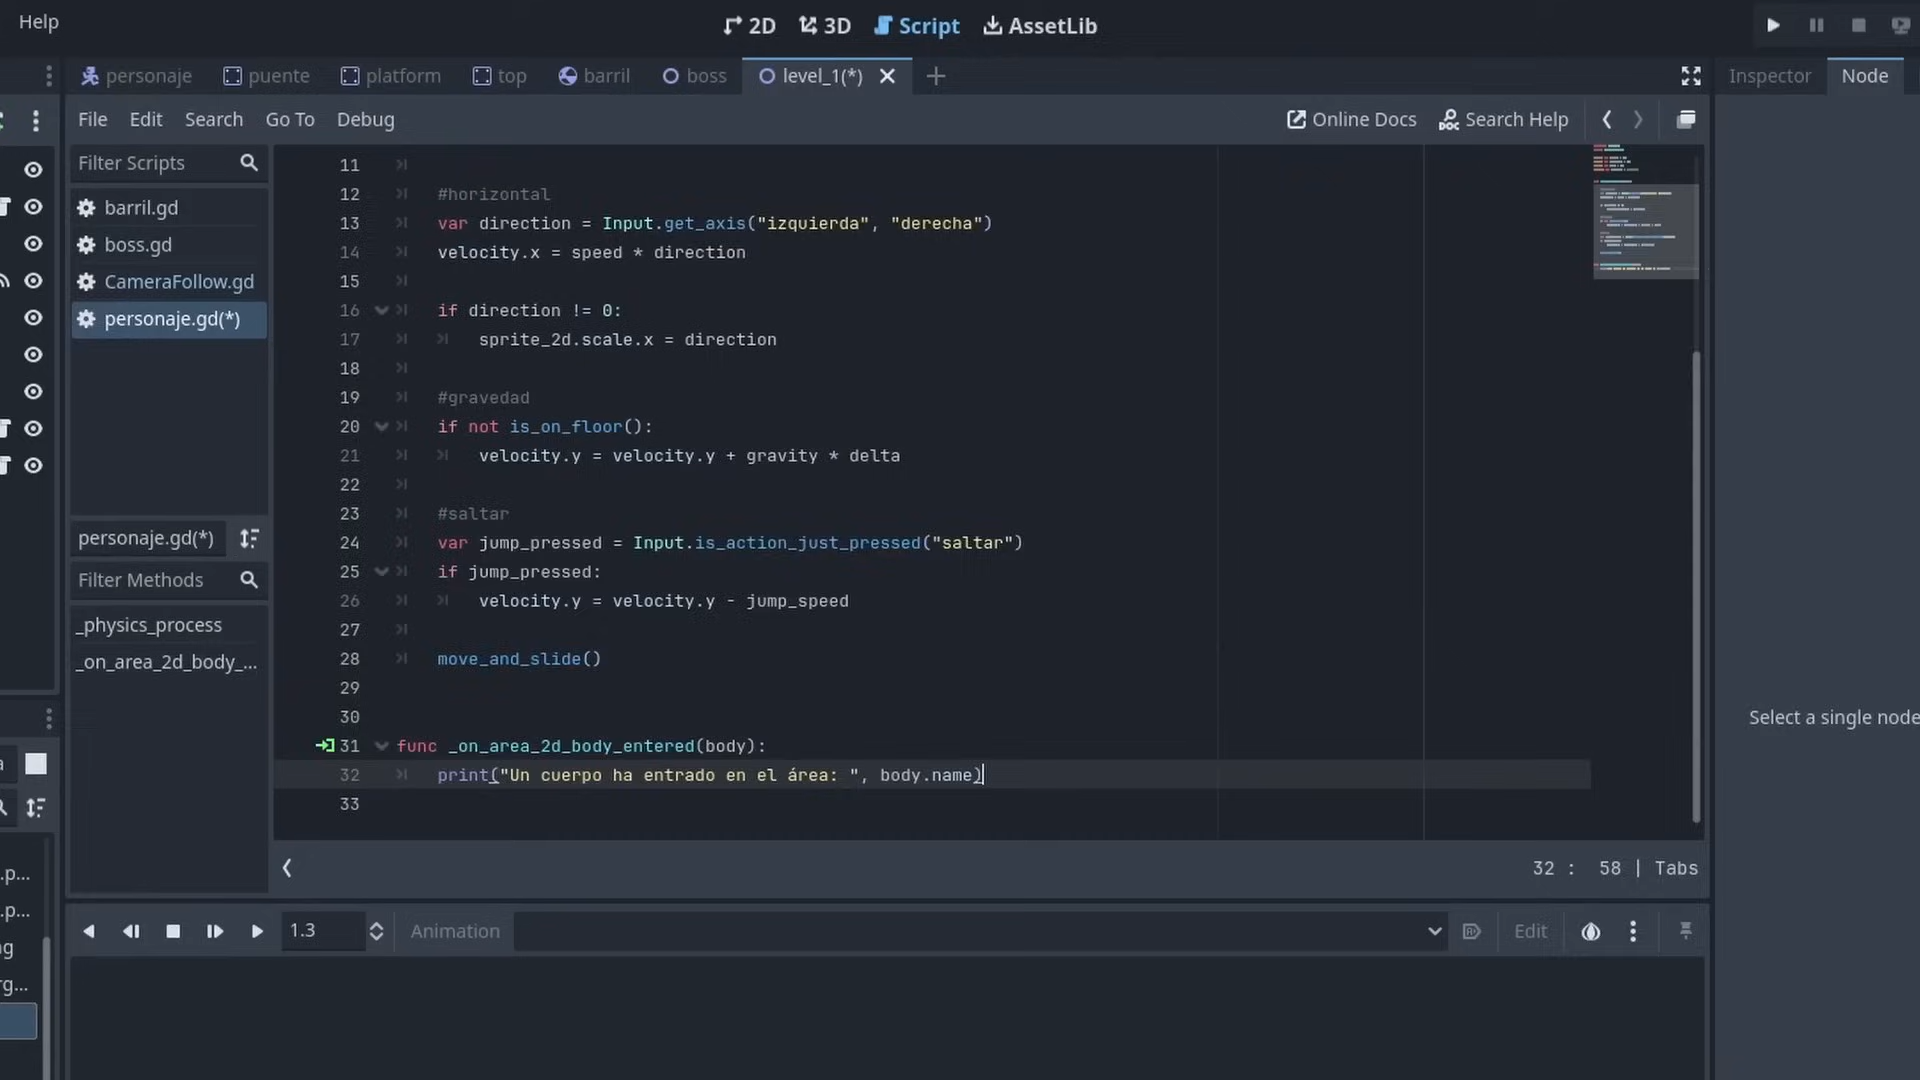 Help
2D
3D
Script
AssetLib
personaje
puente
platform
top
barril
boss
level_1(*)
Inspector
Node
File
Edit
Search
Go To
Debug
Online Docs
Search Help
Filter Scripts
barril.gd
boss.gd
CameraFollow.gd
personaje.gd(*)
personaje.gd(*)
Filter Methods
_physics_process
_on_area_2d_body_...
11
12 #horizontal
13 var direction = Input.get_axis("izquierda", "derecha")
14 velocity.x = speed * direction
15
16 if direction != 0:
17 sprite_2d.scale.x = direction
18
19 #gravedad
20 if not is_on_floor():
21 velocity.y = velocity.y + gravity * delta
22
23 #saltar
24 var jump_pressed = Input.is_action_just_pressed("saltar")
25 if jump_pressed:
26 velocity.y = velocity.y - jump_speed
27
28 move_and_slide()
29
30
31 func _on_area_2d_body_entered(body):
32 print("Un cuerpo ha entrado en el área: ", body.name)
33
32 : 58 | Tabs
Select a single node
a
.p...
.p...
ng
rg...
1.3
Animation
Edit